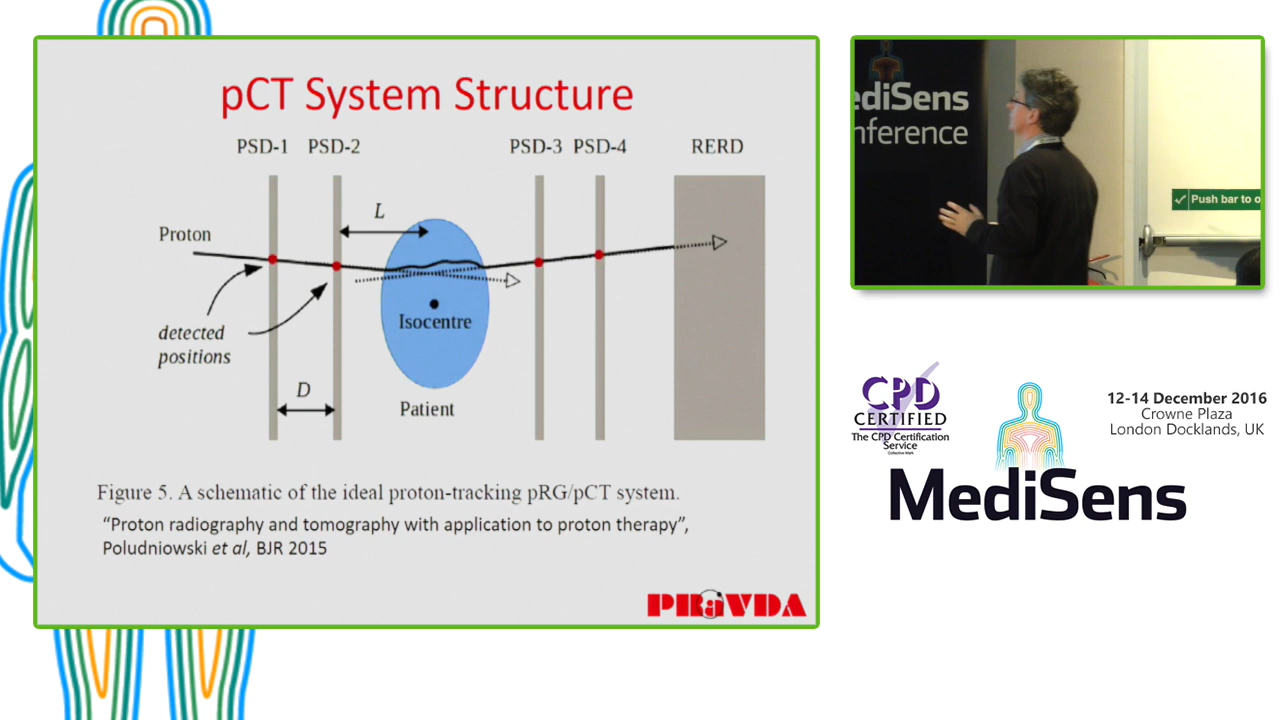 pCT System Structure
PSD-1 PSD-2 PSD-3 PSD-4 RERD
L
Proton
detected
positions
Isocentre
D
Patient
Figure 5. A schematic of the ideal proton-tracking pRG/pCT system.
“Proton radiography and tomography with application to proton therapy”,
Poludniowski et al, BJR 2015
PRaVDA
ediSens
nference
Push bar to o
CPD
CERTIFIED
The CPD Certification
Service
Collective Mark
12-14 December 2016
Crowne Plaza
London Docklands, UK
MediSens